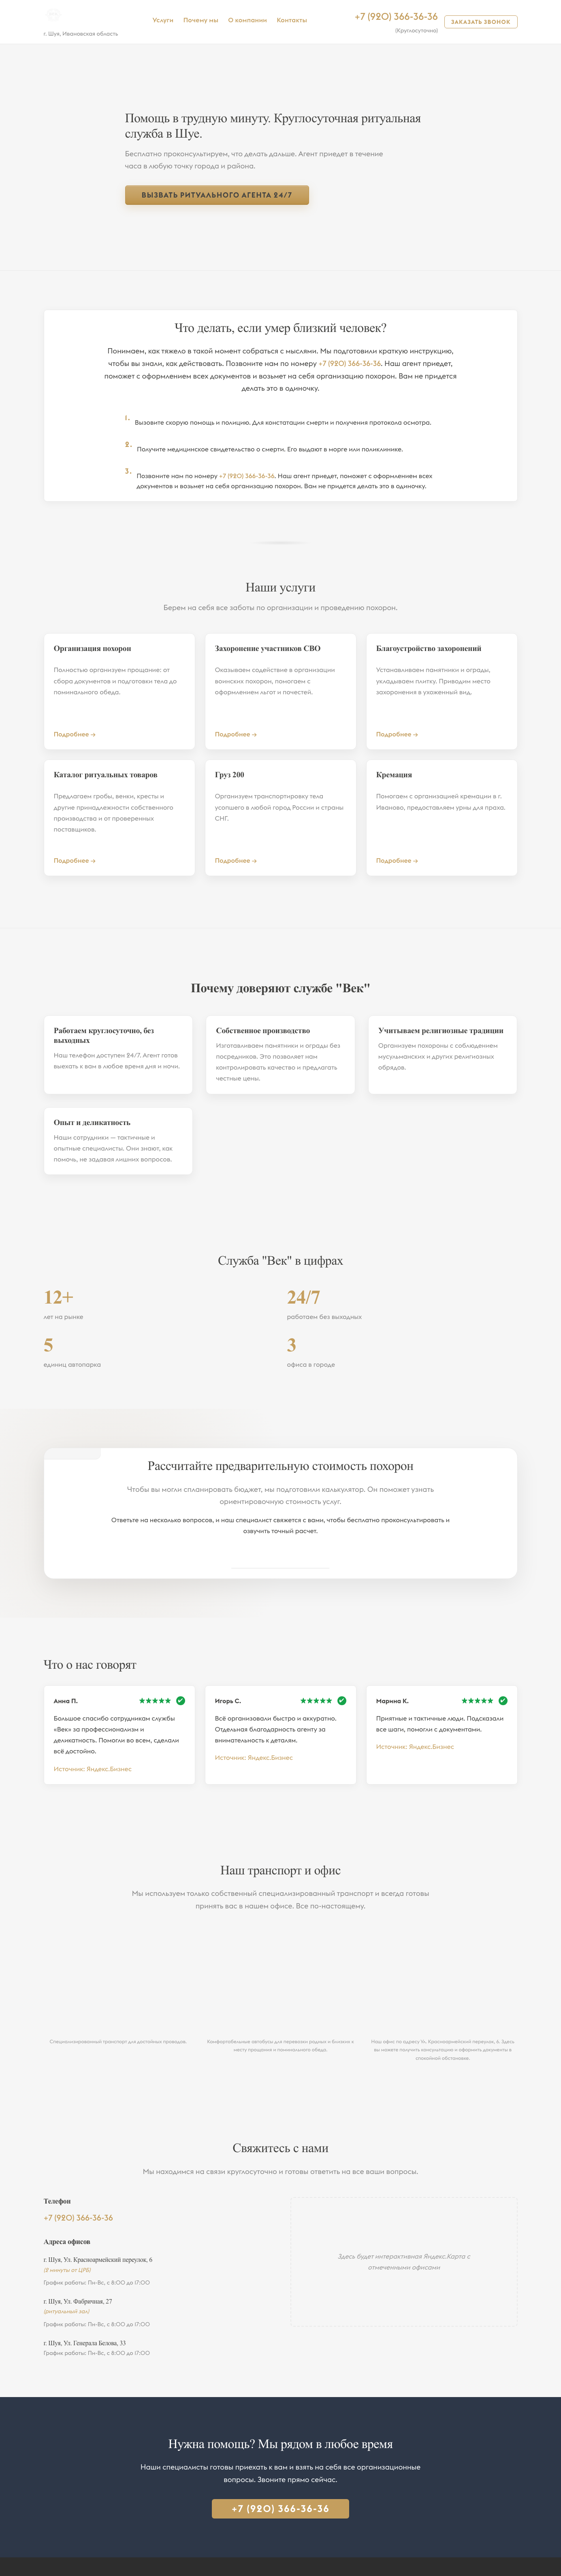 г. Шуя, Ивановская область
Услуги Почему мы О компании Контакты
+7 (920) 366-36-36
(Круглосуточно)
ЗАКАЗАТЬ ЗВОНОК
Помощь в трудную минуту. Круглосуточная ритуальная
служба в Шуе.
Бесплатно проконсультируем, что делать дальше. Агент приедет в течение
часа в любую точку города и района.
ВЫЗВАТЬ РИТУАЛЬНОГО АГЕНТА 24/7
Что делать, если умер близкий человек?
Понимаем, как тяжело в такой момент собраться с мыслями. Мы подготовили краткую инструкцию,
чтобы вы знали, как действовать. Позвоните нам по номеру +7 (920) 366-36-36. Наш агент приедет,
поможет с оформлением всех документов и возьмет на себя организацию похорон. Вам не придется
делать это в одиночку.
1. Вызовите скорую помощь и полицию. Для констатации смерти и получения протокола осмотра.
2. Получите медицинское свидетельство о смерти. Его выдают в морге или поликлинике.
3. Позвоните нам по номеру +7 (920) 366-36-36. Наш агент приедет, поможет с оформлением всех
документов и возьмет на себя организацию похорон. Вам не придется делать это в одиночку.
Наши услуги
Берем на себя все заботы по организации и проведению похорон.
Организация похорон
Полностью организуем прощание: от
сбора документов и подготовки тела до
поминального обеда.
Подробнее →
Захоронение участников СВО
Оказываем содействие в организации
воинских похорон, помогаем с
оформлением льгот и почестей.
Подробнее →
Благоустройство захоронений
Устанавливаем памятники и ограды,
укладываем плитку. Приводим место
захоронения в ухоженный вид.
Подробнее →
Каталог ритуальных товаров
Предлагаем гробы, венки, кресты и
другие принадлежности собственного
производства и от проверенных
поставщиков.
Подробнее →
Груз 200
Организуем транспортировку тела
усопшего в любой город России и страны
СНГ.
Подробнее →
Кремация
Помогаем с организацией кремации в г.
Иваново, предоставляем урны для праха.
Подробнее →
Почему доверяют службе "Век"
Работаем круглосуточно, без
выходных
Наш телефон доступен 24/7. Агент готов
выехать к вам в любое время дня и ночи.
Собственное производство
Изготавливаем памятники и ограды без
посредников. Это позволяет нам
контролировать качество и предлагать
честные цены.
Учитываем религиозные традиции
Организуем похороны с соблюдением
мусульманских и других религиозных
обрядов.
Опыт и деликатность
Наши сотрудники — тактичные и
опытные специалисты. Они знают, как
помочь, не задавая лишних вопросов.
Служба "Век" в цифрах
12+
лет на рынке
24/7
работаем без выходных
5
единиц автопарка
3
офиса в городе
Рассчитайте предварительную стоимость похорон
Чтобы вы могли спланировать бюджет, мы подготовили калькулятор. Он поможет узнать
ориентировочную стоимость услуг.
Ответьте на несколько вопросов, и наш специалист свяжется с вами, чтобы бесплатно проконсультировать и
озвучить точный расчет.
Что о нас говорят
Анна П.
Большое спасибо сотрудникам службы
«Век» за профессионализм и
деликатность. Помогли во всем, сделали
всё достойно.
Источник: Яндекс.Бизнес
Игорь С.
Всё организовали быстро и аккуратно.
Отдельная благодарность агенту за
внимательность к деталям.
Источник: Яндекс.Бизнес
Марина К.
Приятные и тактичные люди. Подсказали
все шаги, помогли с документами.
Источник: Яндекс.Бизнес
Наш транспорт и офис
Мы используем только собственный специализированный транспорт и всегда готовы
принять вас в нашем офисе. Все по-настоящему.
Специализированный транспорт для достойных проводов.
Комфортабельные автобусы для перевозки родных и близких к
месту прощания и поминального обеда.
Наш офис по адресу Ул. Красноармейский переулок, 6. Здесь
вы можете получить консультацию и оформить документы в
спокойной обстановке.
Свяжитесь с нами
Мы находимся на связи круглосуточно и готовы ответить на все ваши вопросы.
Телефон
+7 (920) 366-36-36
Адреса офисов
г. Шуя, Ул. Красноармейский переулок, 6
(2 минуты от ЦРБ)
График работы: Пн-Вс, с 8:00 до 17:00
г. Шуя, Ул. Фабричная, 27
(ритуальный зал)
График работы: Пн-Вс, с 8:00 до 17:00
г. Шуя, Ул. Генерала Белова, 33
График работы: Пн-Вс, с 8:00 до 17:00
Здесь будет интерактивная Яндекс.Карта с
отмеченными офисами
Нужна помощь? Мы рядом в любое время
Наши специалисты готовы приехать к вам и взять на себя все организационные
вопросы. Звоните прямо сейчас.
+7 (920) 366-36-36